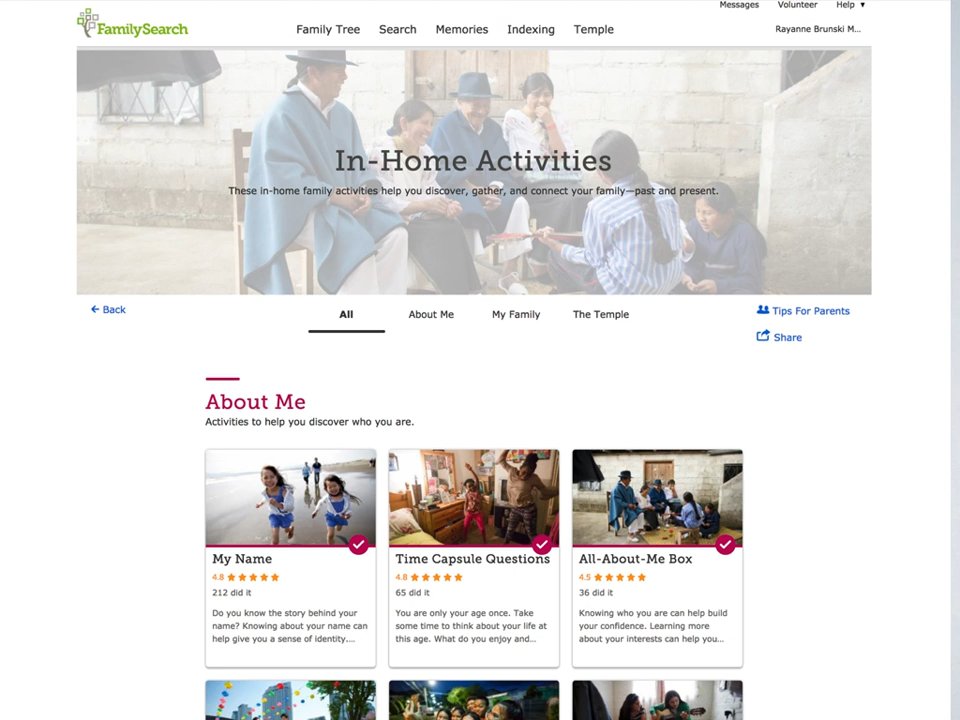 Messages Volunteer Help ▼
FamilySearch
Family Tree Search Memories Indexing Temple
Rayanne Brunski M...
In-Home Activities
These in-home family activities help you discover, gather, and connect your family—past and present.
← Back
All About Me My Family The Temple
Tips For Parents
Share
About Me
Activities to help you discover who you are.
My Name
4.8 ★★★★★
212 did it
Do you know the story behind your
name? Knowing about your name can
help give you a sense of identity....
Time Capsule Questions
4.8 ★★★★★
65 did it
You are only your age once. Take
some time to think about your life at
this age. What do you enjoy and...
All-About-Me Box
4.5 ★★★★★
36 did it
Knowing who you are can help build
your confidence. Learning more
about your interests can help you...